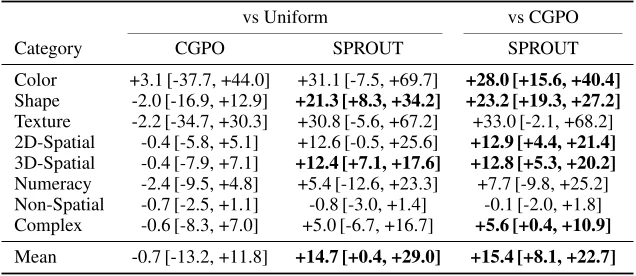 vs Uniform vs CGPO
Category CGPO SPROUT SPROUT
Color +3.1 [-37.7, +44.0] +31.1 [-7.5, +69.7] +28.0 [+15.6, +40.4]
Shape -2.0 [-16.9, +12.9] +21.3 [+8.3, +34.2] +23.2 [+19.3, +27.2]
Texture -2.2 [-34.7, +30.3] +30.8 [-5.6, +67.2] +33.0 [-2.1, +68.2]
2D-Spatial -0.4 [-5.8, +5.1] +12.6 [-0.5, +25.6] +12.9 [+4.4, +21.4]
3D-Spatial -0.4 [-7.9, +7.1] +12.4 [+7.1, +17.6] +12.8 [+5.3, +20.2]
Numeracy -2.4 [-9.5, +4.8] +5.4 [-12.6, +23.3] +7.7 [-9.8, +25.2]
Non-Spatial -0.7 [-2.5, +1.1] -0.8 [-3.0, +1.4] -0.1 [-2.0, +1.8]
Complex -0.6 [-8.3, +7.0] +5.0 [-6.7, +16.7] +5.6 [+0.4, +10.9]
Mean -0.7 [-13.2, +11.8] +14.7 [+0.4, +29.0] +15.4 [+8.1, +22.7]